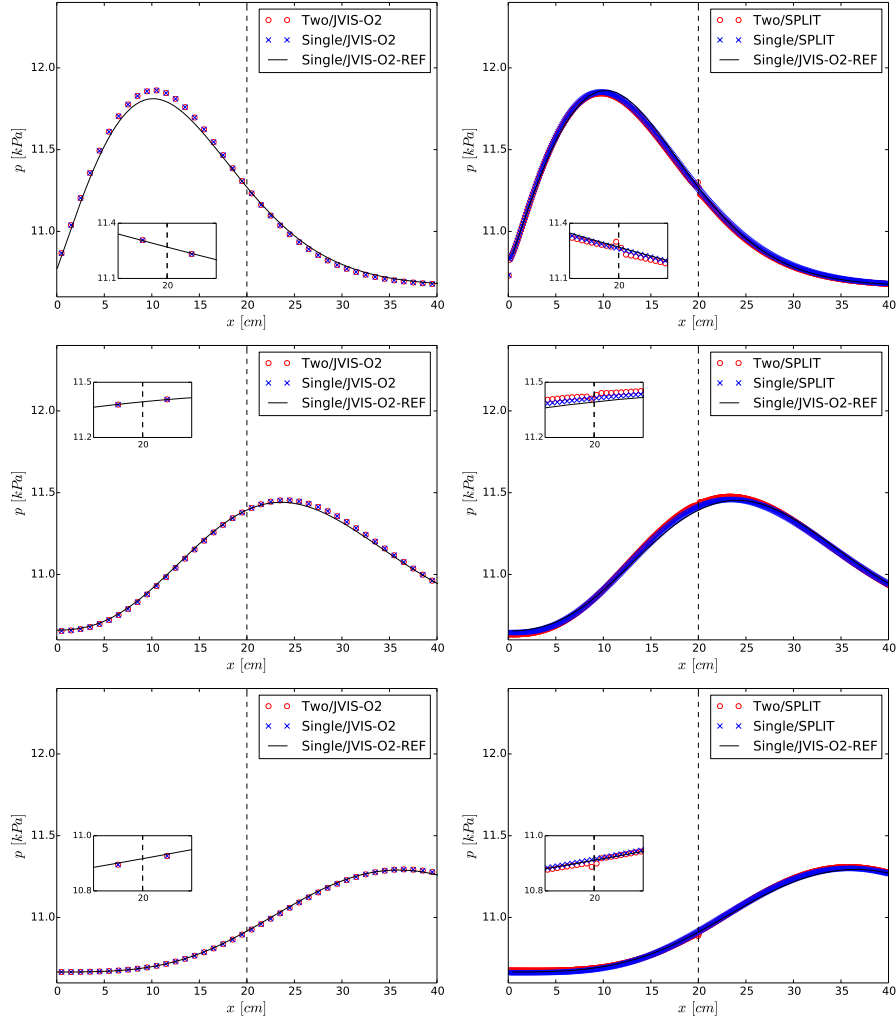 Two/JVIS-O2
Single/JVIS-O2
Single/JVIS-O2-REF
12.0
11.5
11.0
p [kPa]
11.4
11.1
20
0 5 10 15 20 25 30 35 40
x [cm]
Two/SPLIT
Single/SPLIT
Single/JVIS-O2-REF
12.0
11.5
11.0
p [kPa]
11.4
11.1
20
0 5 10 15 20 25 30 35 40
x [cm]
Two/JVIS-O2
Single/JVIS-O2
Single/JVIS-O2-REF
12.0
11.5
11.0
p [kPa]
11.5
11.2
20
0 5 10 15 20 25 30 35 40
x [cm]
Two/SPLIT
Single/SPLIT
Single/JVIS-O2-REF
12.0
11.5
11.0
p [kPa]
11.5
11.2
20
0 5 10 15 20 25 30 35 40
x [cm]
Two/JVIS-O2
Single/JVIS-O2
Single/JVIS-O2-REF
12.0
11.5
11.0
p [kPa]
11.0
10.8
20
0 5 10 15 20 25 30 35 40
x [cm]
Two/SPLIT
Single/SPLIT
Single/JVIS-O2-REF
12.0
11.5
11.0
p [kPa]
11.0
10.8
20
0 5 10 15 20 25 30 35 40
x [cm]